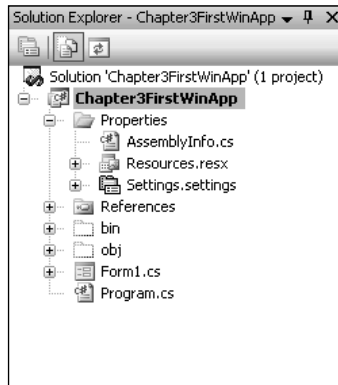 Solution Explorer - Chapter3FirstWinApp
Solution 'Chapter3FirstWinApp' (1 project)
Chapter3FirstWinApp
Properties
AssemblyInfo.cs
Resources.resx
Settings.settings
References
bin
obj
Form1.cs
Program.cs